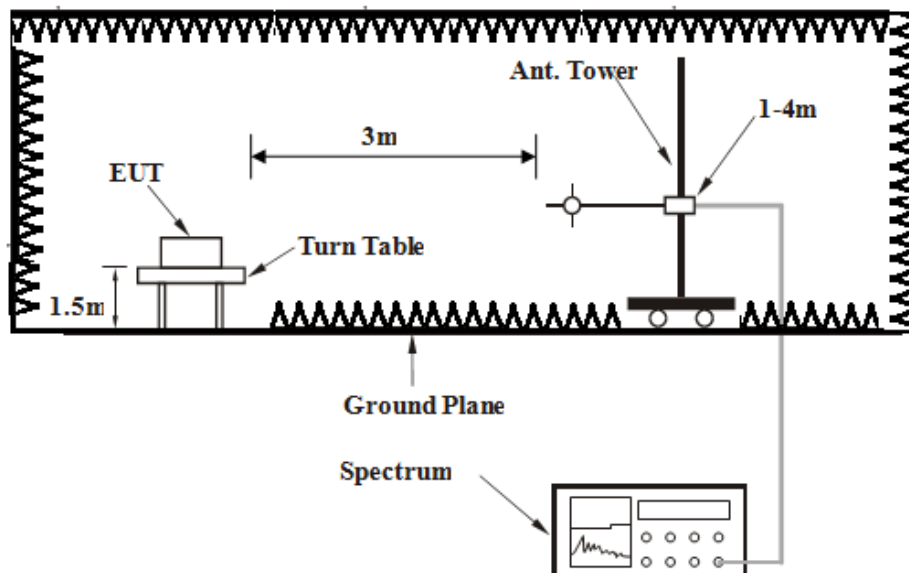 Ant. Tower
1-4m
3m
EUT
Turn Table
1.5m
Ground Plane
Spectrum